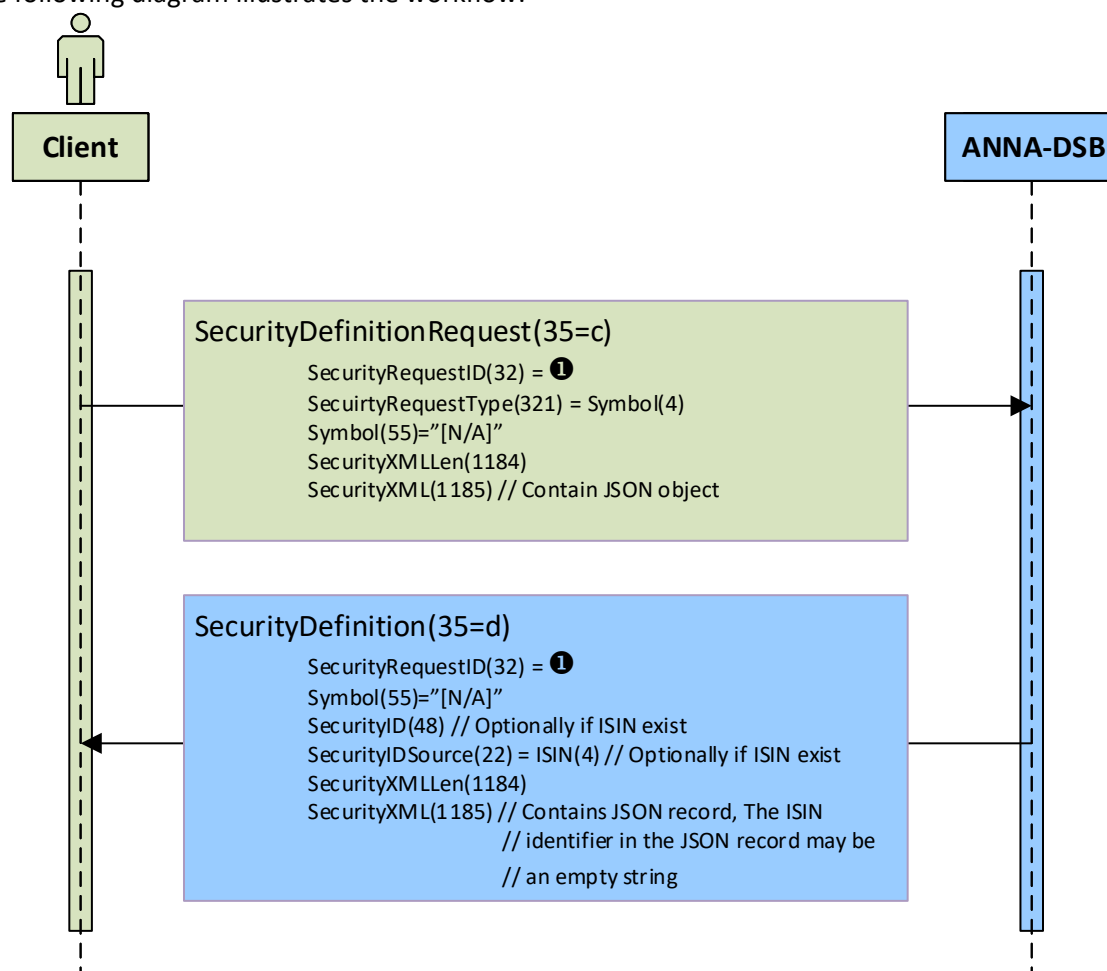 e following diagram illustrates the workflow:
Client
ANNA-DSB
SecurityDefinitionRequest(35=c)
SecurityRequestID(32) = ❶
SecuirtyRequestType(321) = Symbol(4)
Symbol(55)=”[N/A]”
SecurityXMLLen(1184)
SecurityXML(1185) // Contain JSON object
SecurityDefinition(35=d)
SecurityRequestID(32) = ❶
Symbol(55)=”[N/A]”
SecurityID(48) // Optionally if ISIN exist
SecurityIDSource(22) = ISIN(4) // Optionally if ISIN exist
SecurityXMLLen(1184)
SecurityXML(1185) // Contains JSON record, The ISIN
// identifier in the JSON record may be
// an empty string